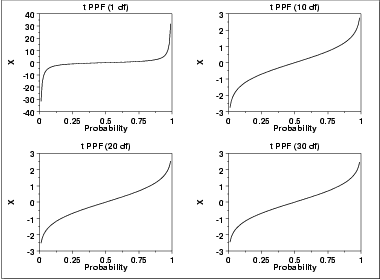 t PPF (1 df)
40
30
20
10
0
-10
-20
-30
-40
X
0 0.25 0.5 0.75 1
Probability
t PPF (10 df)
3
2
1
0
-1
-2
-3
X
0 0.25 0.5 0.75 1
Probability
t PPF (20 df)
3
2
1
0
-1
-2
-3
X
0 0.25 0.5 0.75 1
Probability
t PPF (30 df)
3
2
1
0
-1
-2
-3
X
0 0.25 0.5 0.75 1
Probability